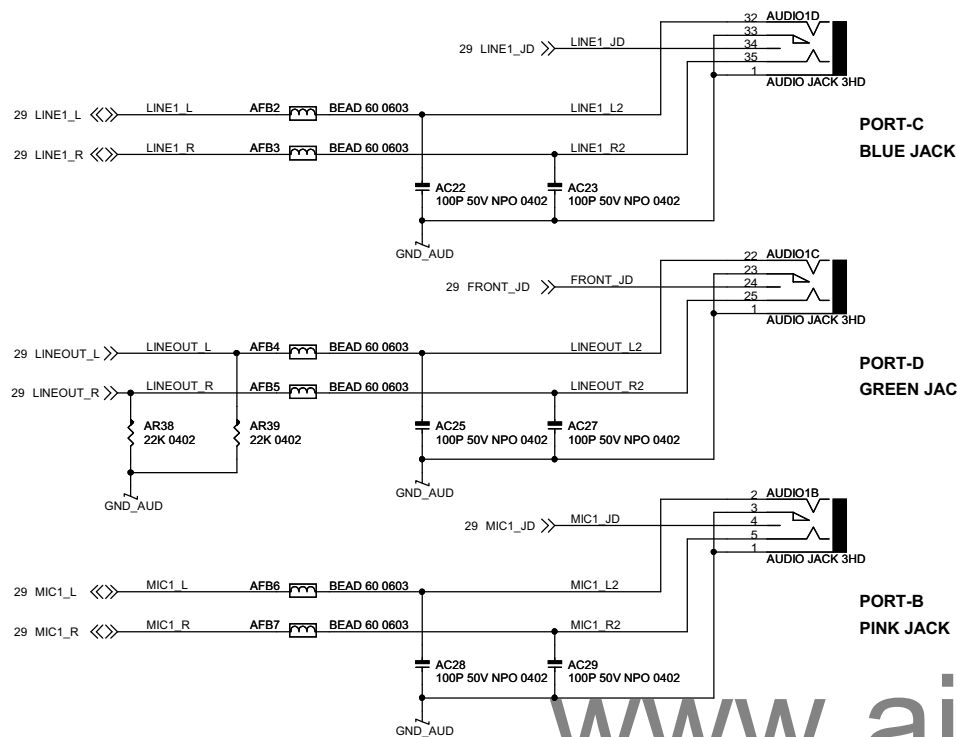 32 AUDIO1D
33
29 LINE1_JD LINE1_JD 34
35
1
AUDIO JACK 3HD
29 LINE1_L LINE1_L AFB2 BEAD 60 0603 LINE1_L2
PORT-C
29 LINE1_R LINE1_R AFB3 BEAD 60 0603 LINE1_R2
BLUE JACK
AC22 AC23
100P 50V NPO 0402 100P 50V NPO 0402
GND_AUD
22 AUDIO1C
23
29 FRONT_JD FRONT_JD 24
25
1
AUDIO JACK 3HD
29 LINEOUT_L LINEOUT_L AFB4 BEAD 60 0603 LINEOUT_L2
PORT-D
29 LINEOUT_R LINEOUT_R AFB5 BEAD 60 0603 LINEOUT_R2
GREEN JAC
AR38 AR39 AC25 AC27
22K 0402 22K 0402 100P 50V NPO 0402 100P 50V NPO 0402
GND_AUD GND_AUD
2 AUDIO1B
3
29 MIC1_JD MIC1_JD 4
5
1
AUDIO JACK 3HD
29 MIC1_L MIC1_L AFB6 BEAD 60 0603 MIC1_L2
PORT-B
29 MIC1_R MIC1_R AFB7 BEAD 60 0603 MIC1_R2
PINK JACK
AC28 AC29
100P 50V NPO 0402 100P 50V NPO 0402
GND_AUD
www.ai